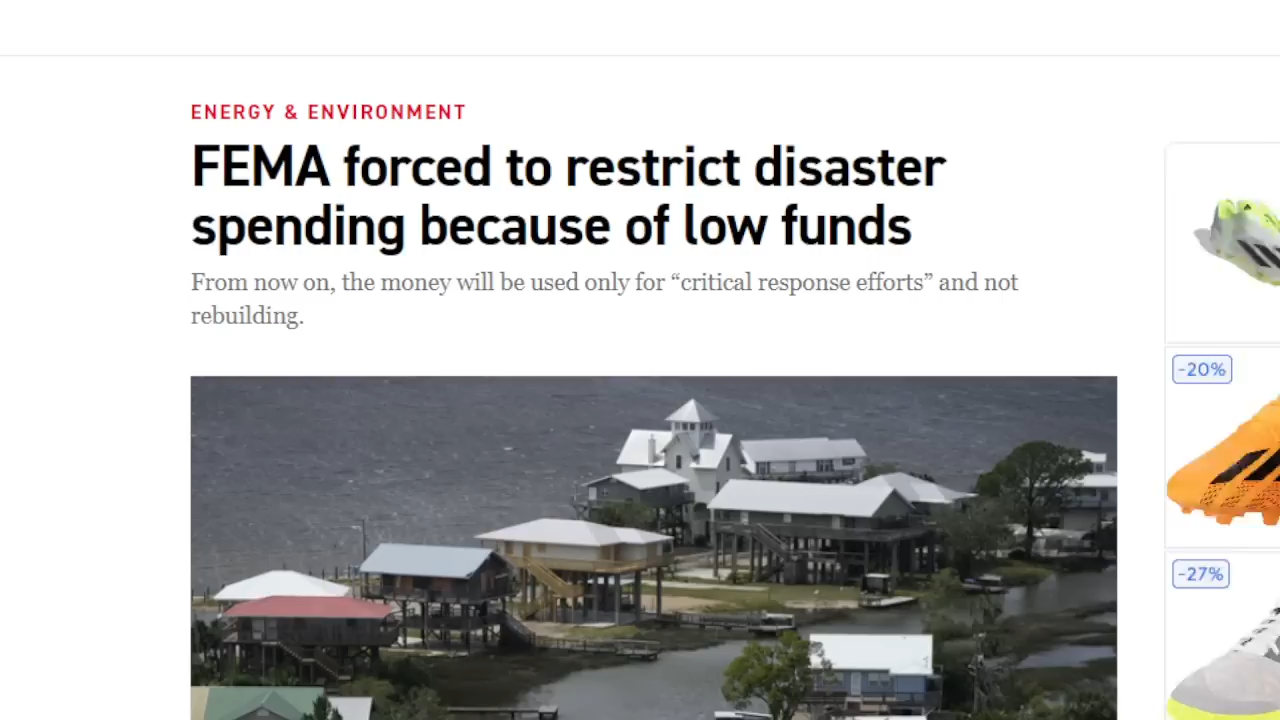 ENERGY & ENVIRONMENT
FEMA forced to restrict disaster
spending because of low funds
From now on, the money will be used only for “critical response efforts” and not
rebuilding.
-20%
-27%